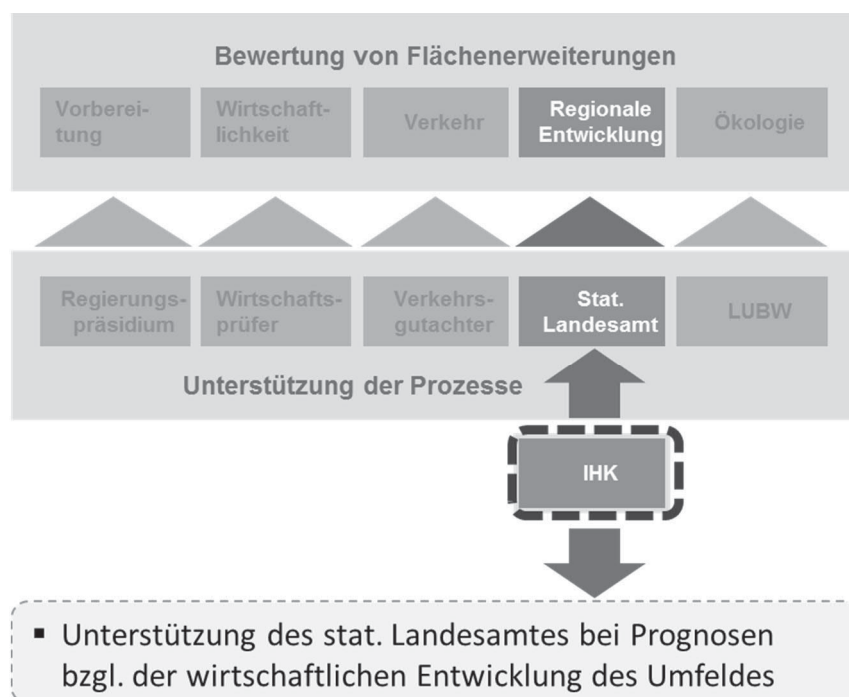 Bewertung von Flächenerweiterungen
Vorberei-
tung
Wirtschaft-
lichkeit
Verkehr
Regionale
Entwicklung
Ökologie
Regierungs-
präsidium
Wirtschafts-
prüfer
Verkehrs-
gutachter
Stat.
Landesamt
LUBW
Unterstützung der Prozesse
IHK
▪ Unterstützung des stat. Landesamtes bei Prognosen
bzgl. der wirtschaftlichen Entwicklung des Umfeldes